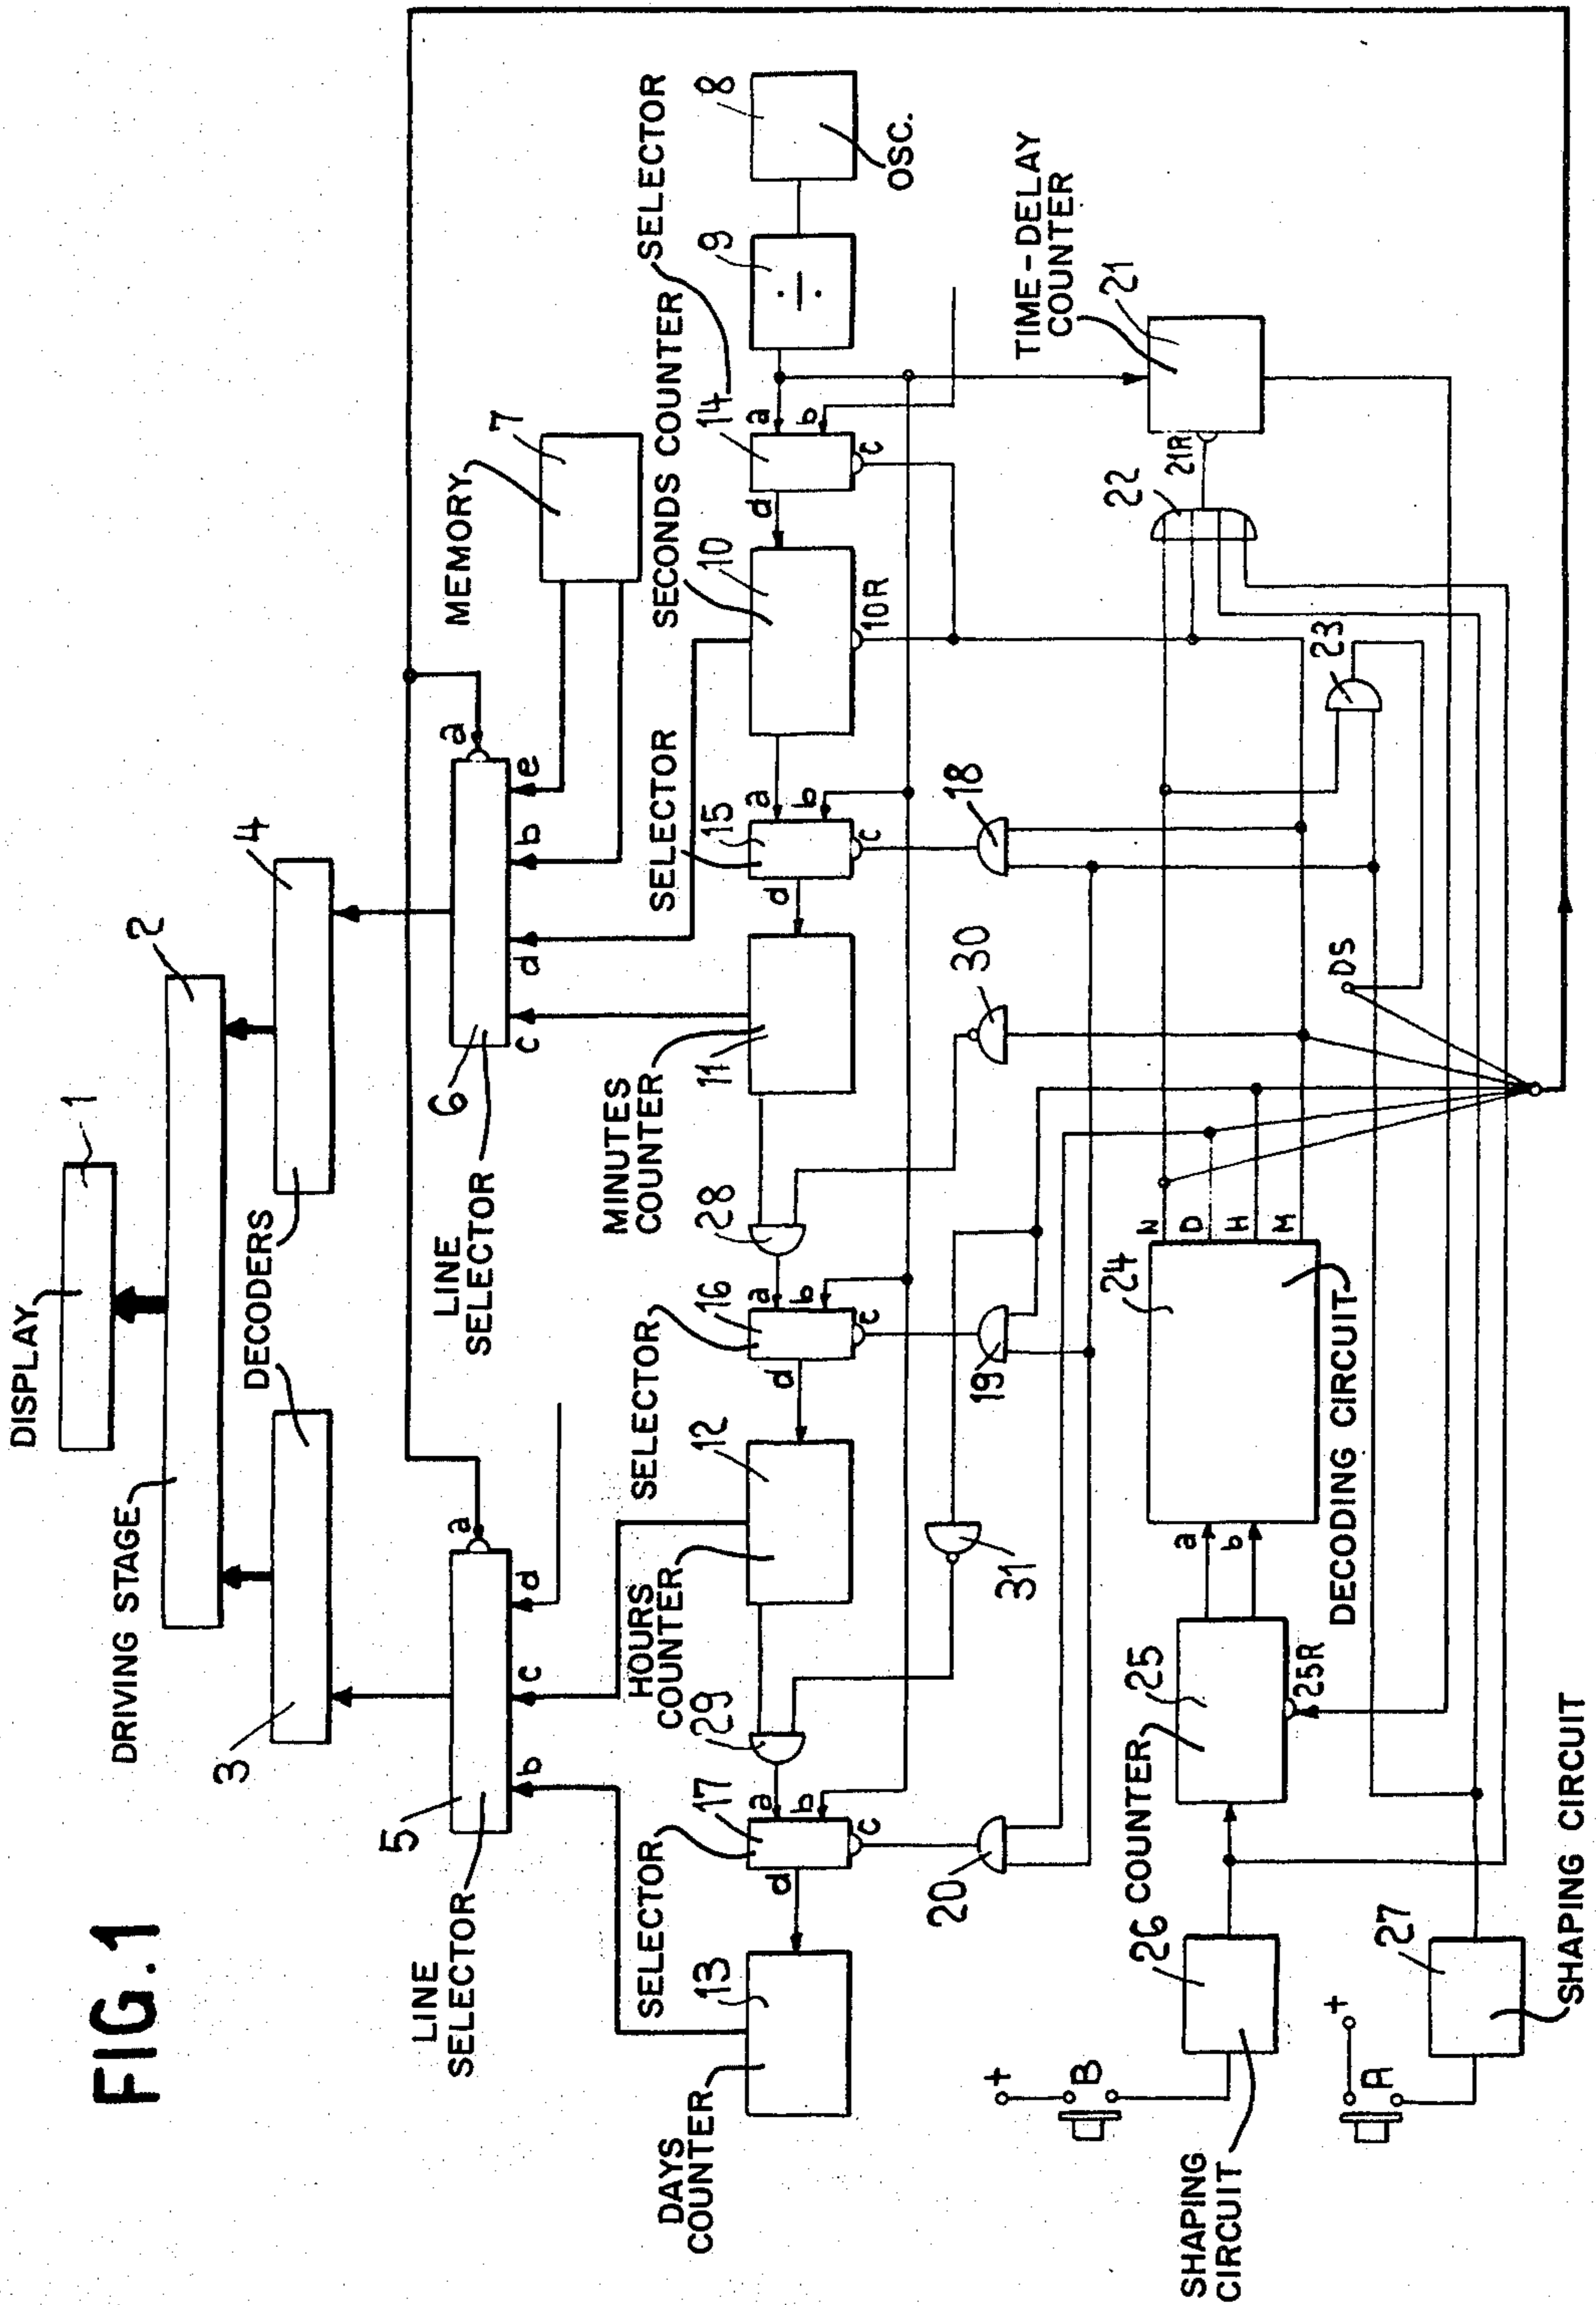 FIG.1
DISPLAY
1
DRIVING STAGE
2
DECODERS
3
4
LINE
SELECTOR
5
a
b
c
d
LINE
SELECTOR
6
a
e
b
d
c
MEMORY
7
DAYS
COUNTER
13
SELECTOR
17
a
b
c
d
29
HOURS
COUNTER
12
SELECTOR
16
a
b
c
d
28
MINUTES
COUNTER
11
SELECTOR
15
a
b
c
d
SECONDS COUNTER
10
10R
SELECTOR
14
a
b
c
d
9
÷
8
OSC.
20
31
19
30
18
TIME-DELAY
COUNTER
21
21R
22
23
DS
+
B
SHAPING
CIRCUIT
26
COUNTER
25
25R
a
b
24
DECODING CIRCUIT
N
D
H
M
+
A
27
SHAPING CIRCUIT